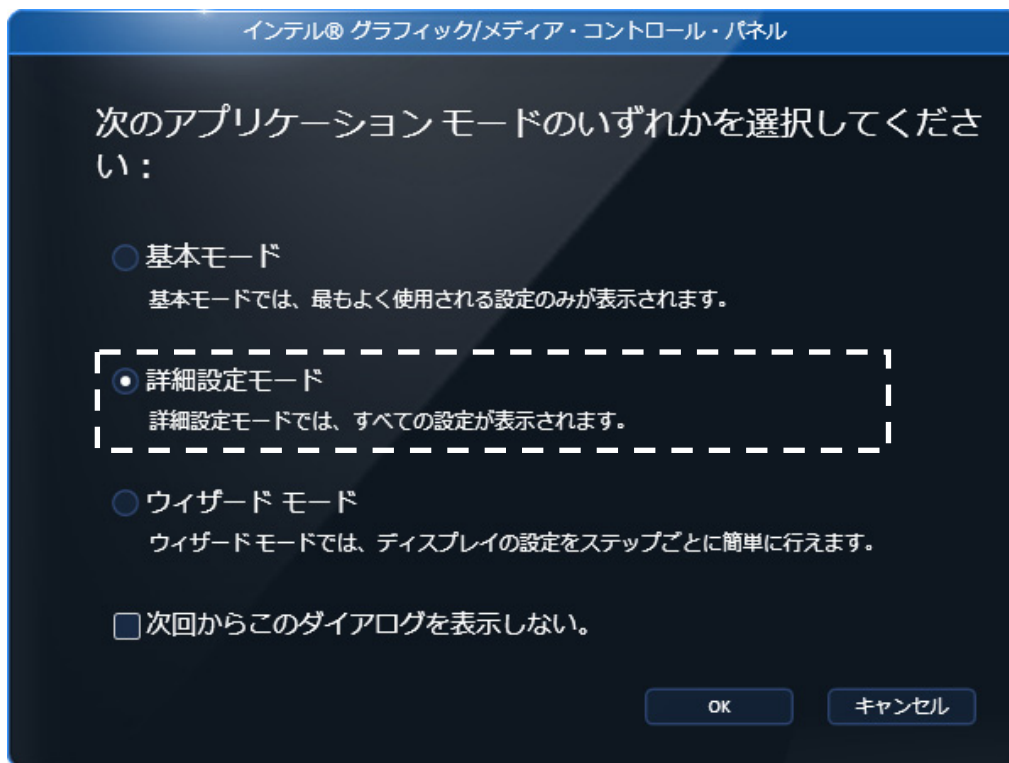 インテル® グラフィック/メディア・コントロール・パネル
次のアプリケーション モードのいずれかを選択してくださ
い：
基本モード
基本モードでは、最もよく使用される設定のみが表示されます。
詳細設定モード
詳細設定モードでは、すべての設定が表示されます。
ウィザード モード
ウィザード モードでは、ディスプレイの設定をステップごとに簡単に行えます。
次回からこのダイアログを表示しない。
OK
キャンセル